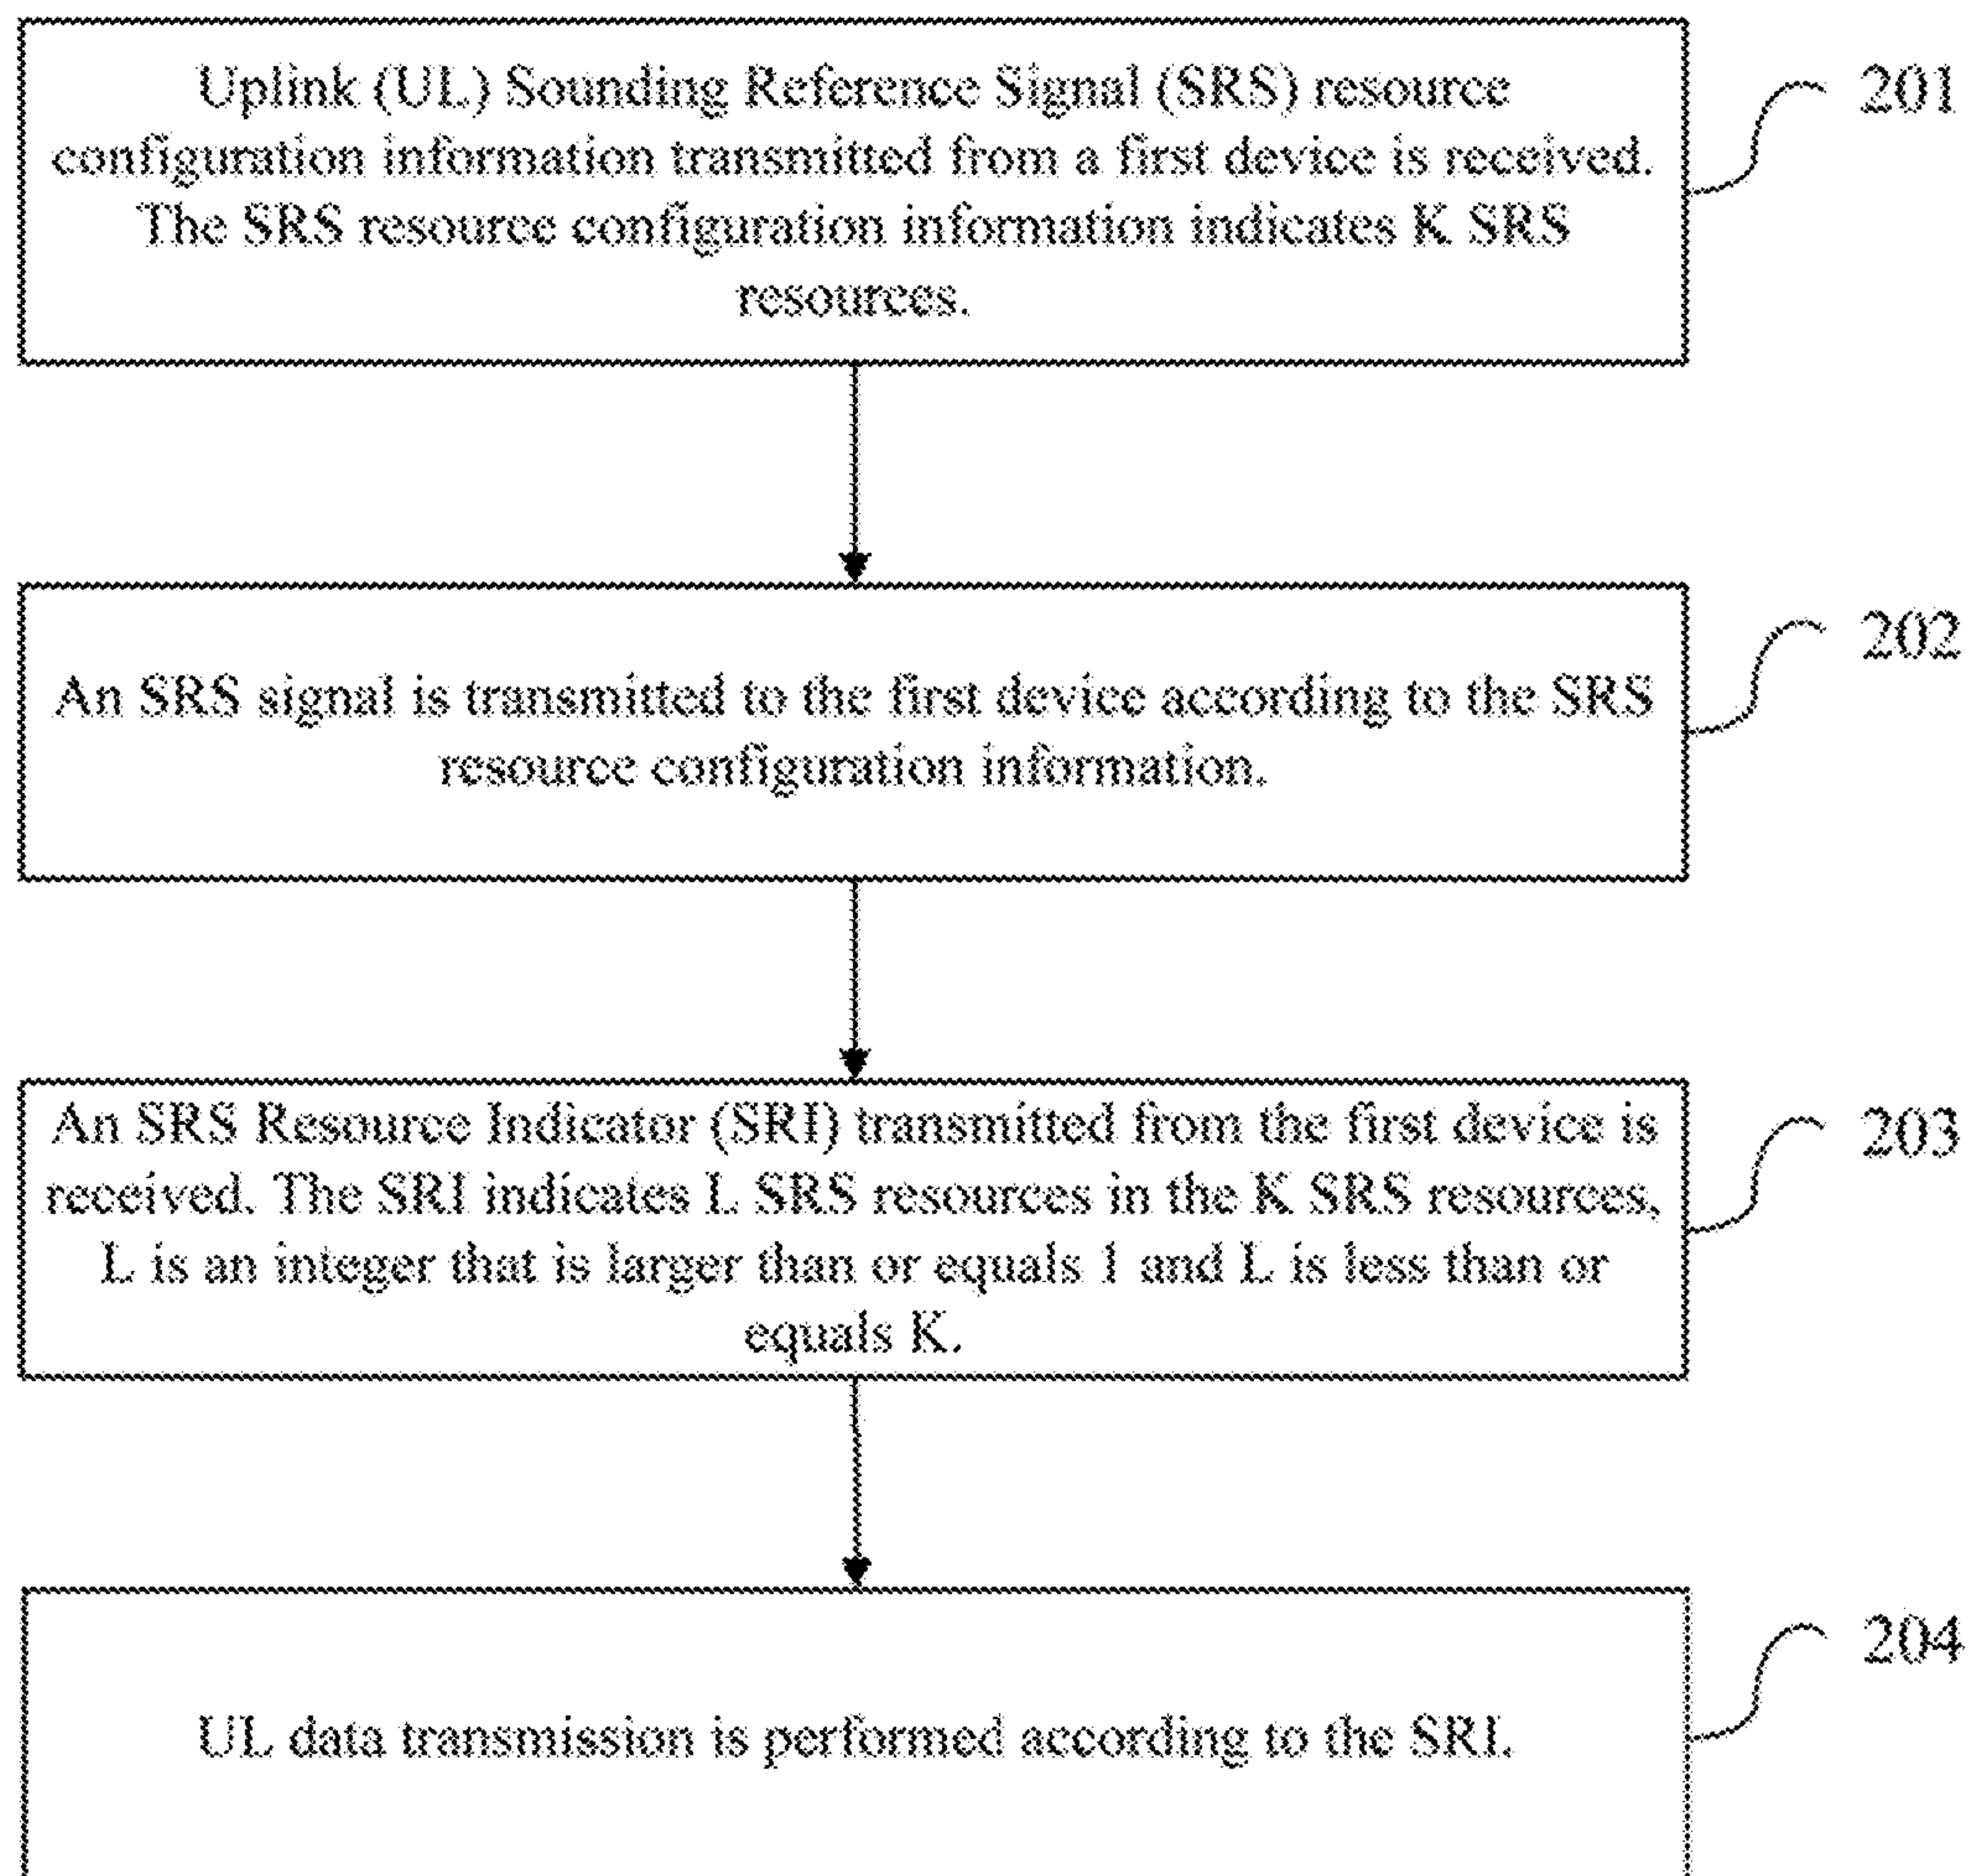 Uplink (UL) Sounding Reference Signal (SRS) resource
configuration information transmitted from a first device is received.
The SRS resource configuration information indicates K SRS
resources.
201
An SRS signal is transmitted to the first device according to the SRS
resource configuration information.
202
An SRS Resource Indicator (SRI) transmitted from the first device is
received. The SRI indicates L SRS resources in the K SRS resources,
L is an integer that is larger than or equals 1 and L is less than or
equals K.
203
UL data transmission is performed according to the SRI.
204